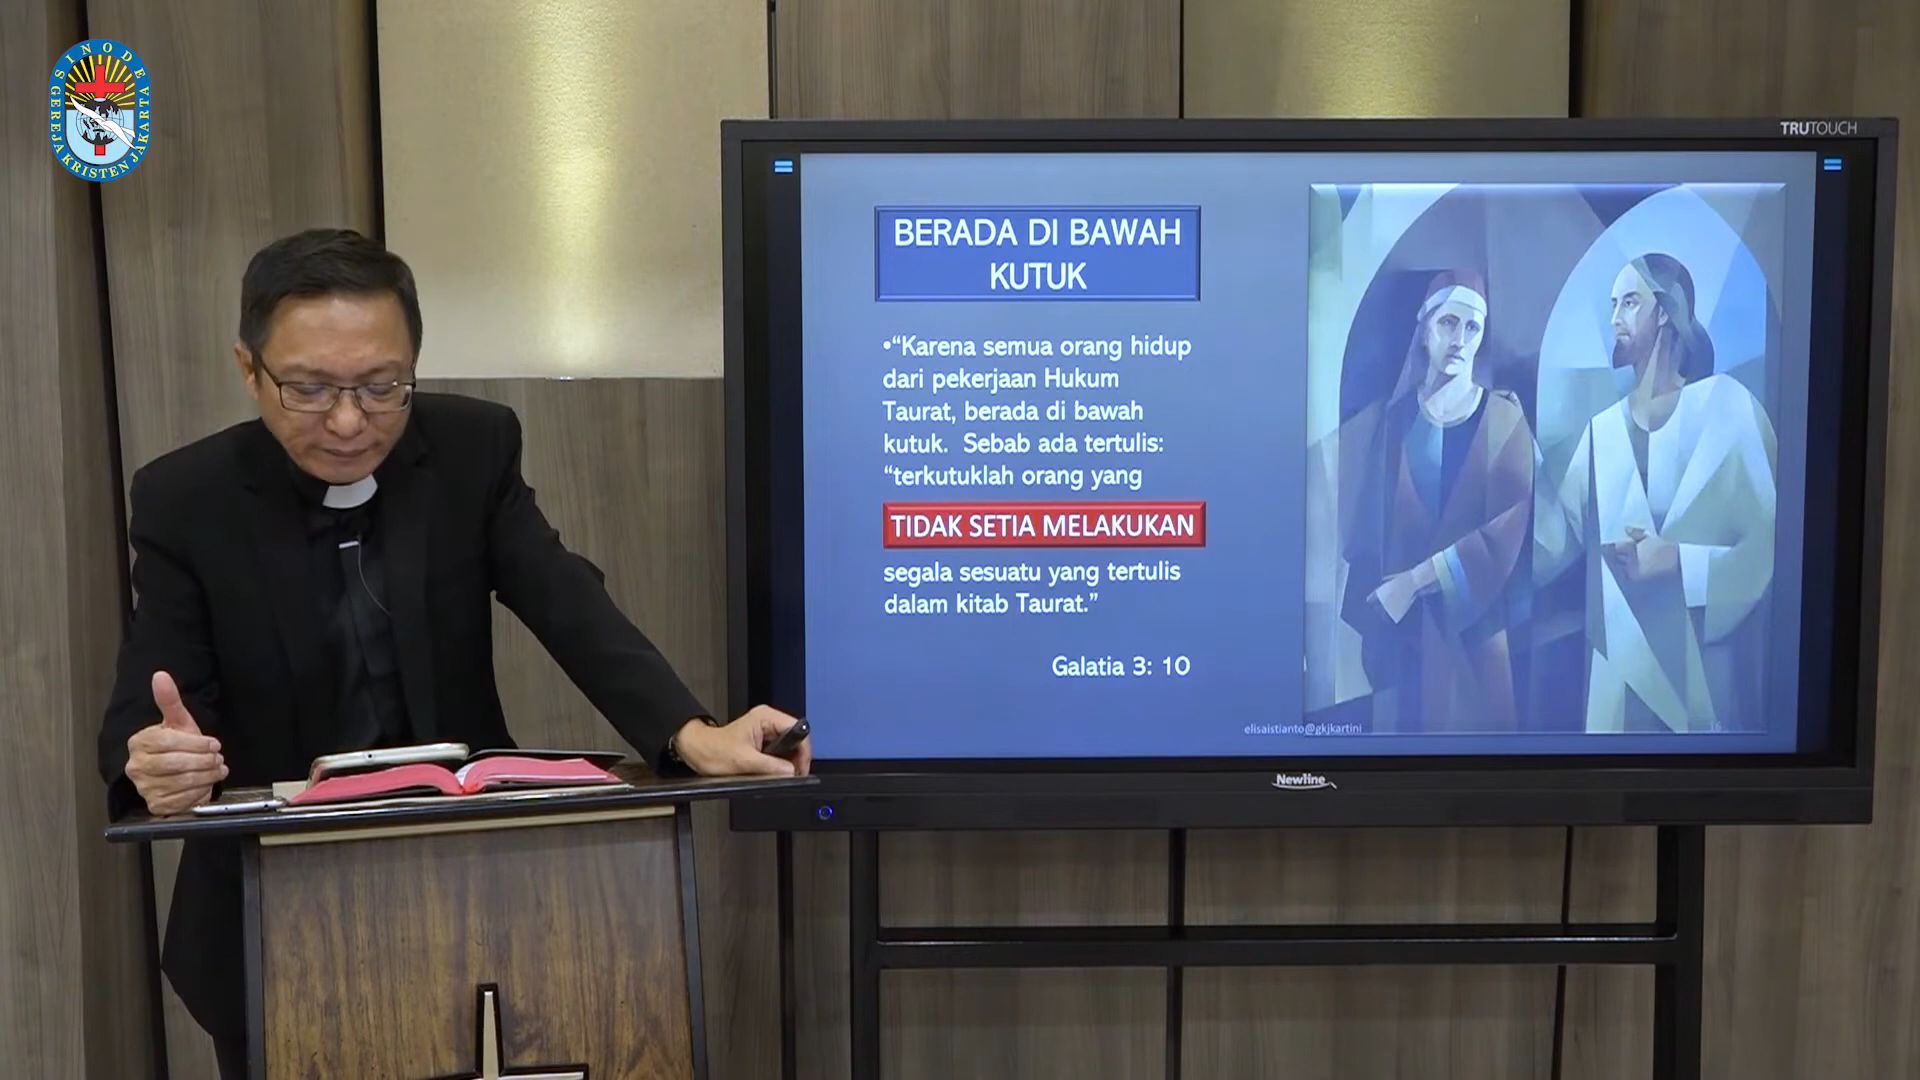 SINODE
GEREJA KRISTEN JAKARTA
TRUTOUCH
BERADA DI BAWAH
KUTUK
•“Karena semua orang hidup
dari pekerjaan Hukum
Taurat, berada di bawah
kutuk. Sebab ada tertulis:
“terkutuklah orang yang
TIDAK SETIA MELAKUKAN
segala sesuatu yang tertulis
dalam kitab Taurat.”
Galatia 3: 10
elisaistianto@gkjkartini
16
Newline